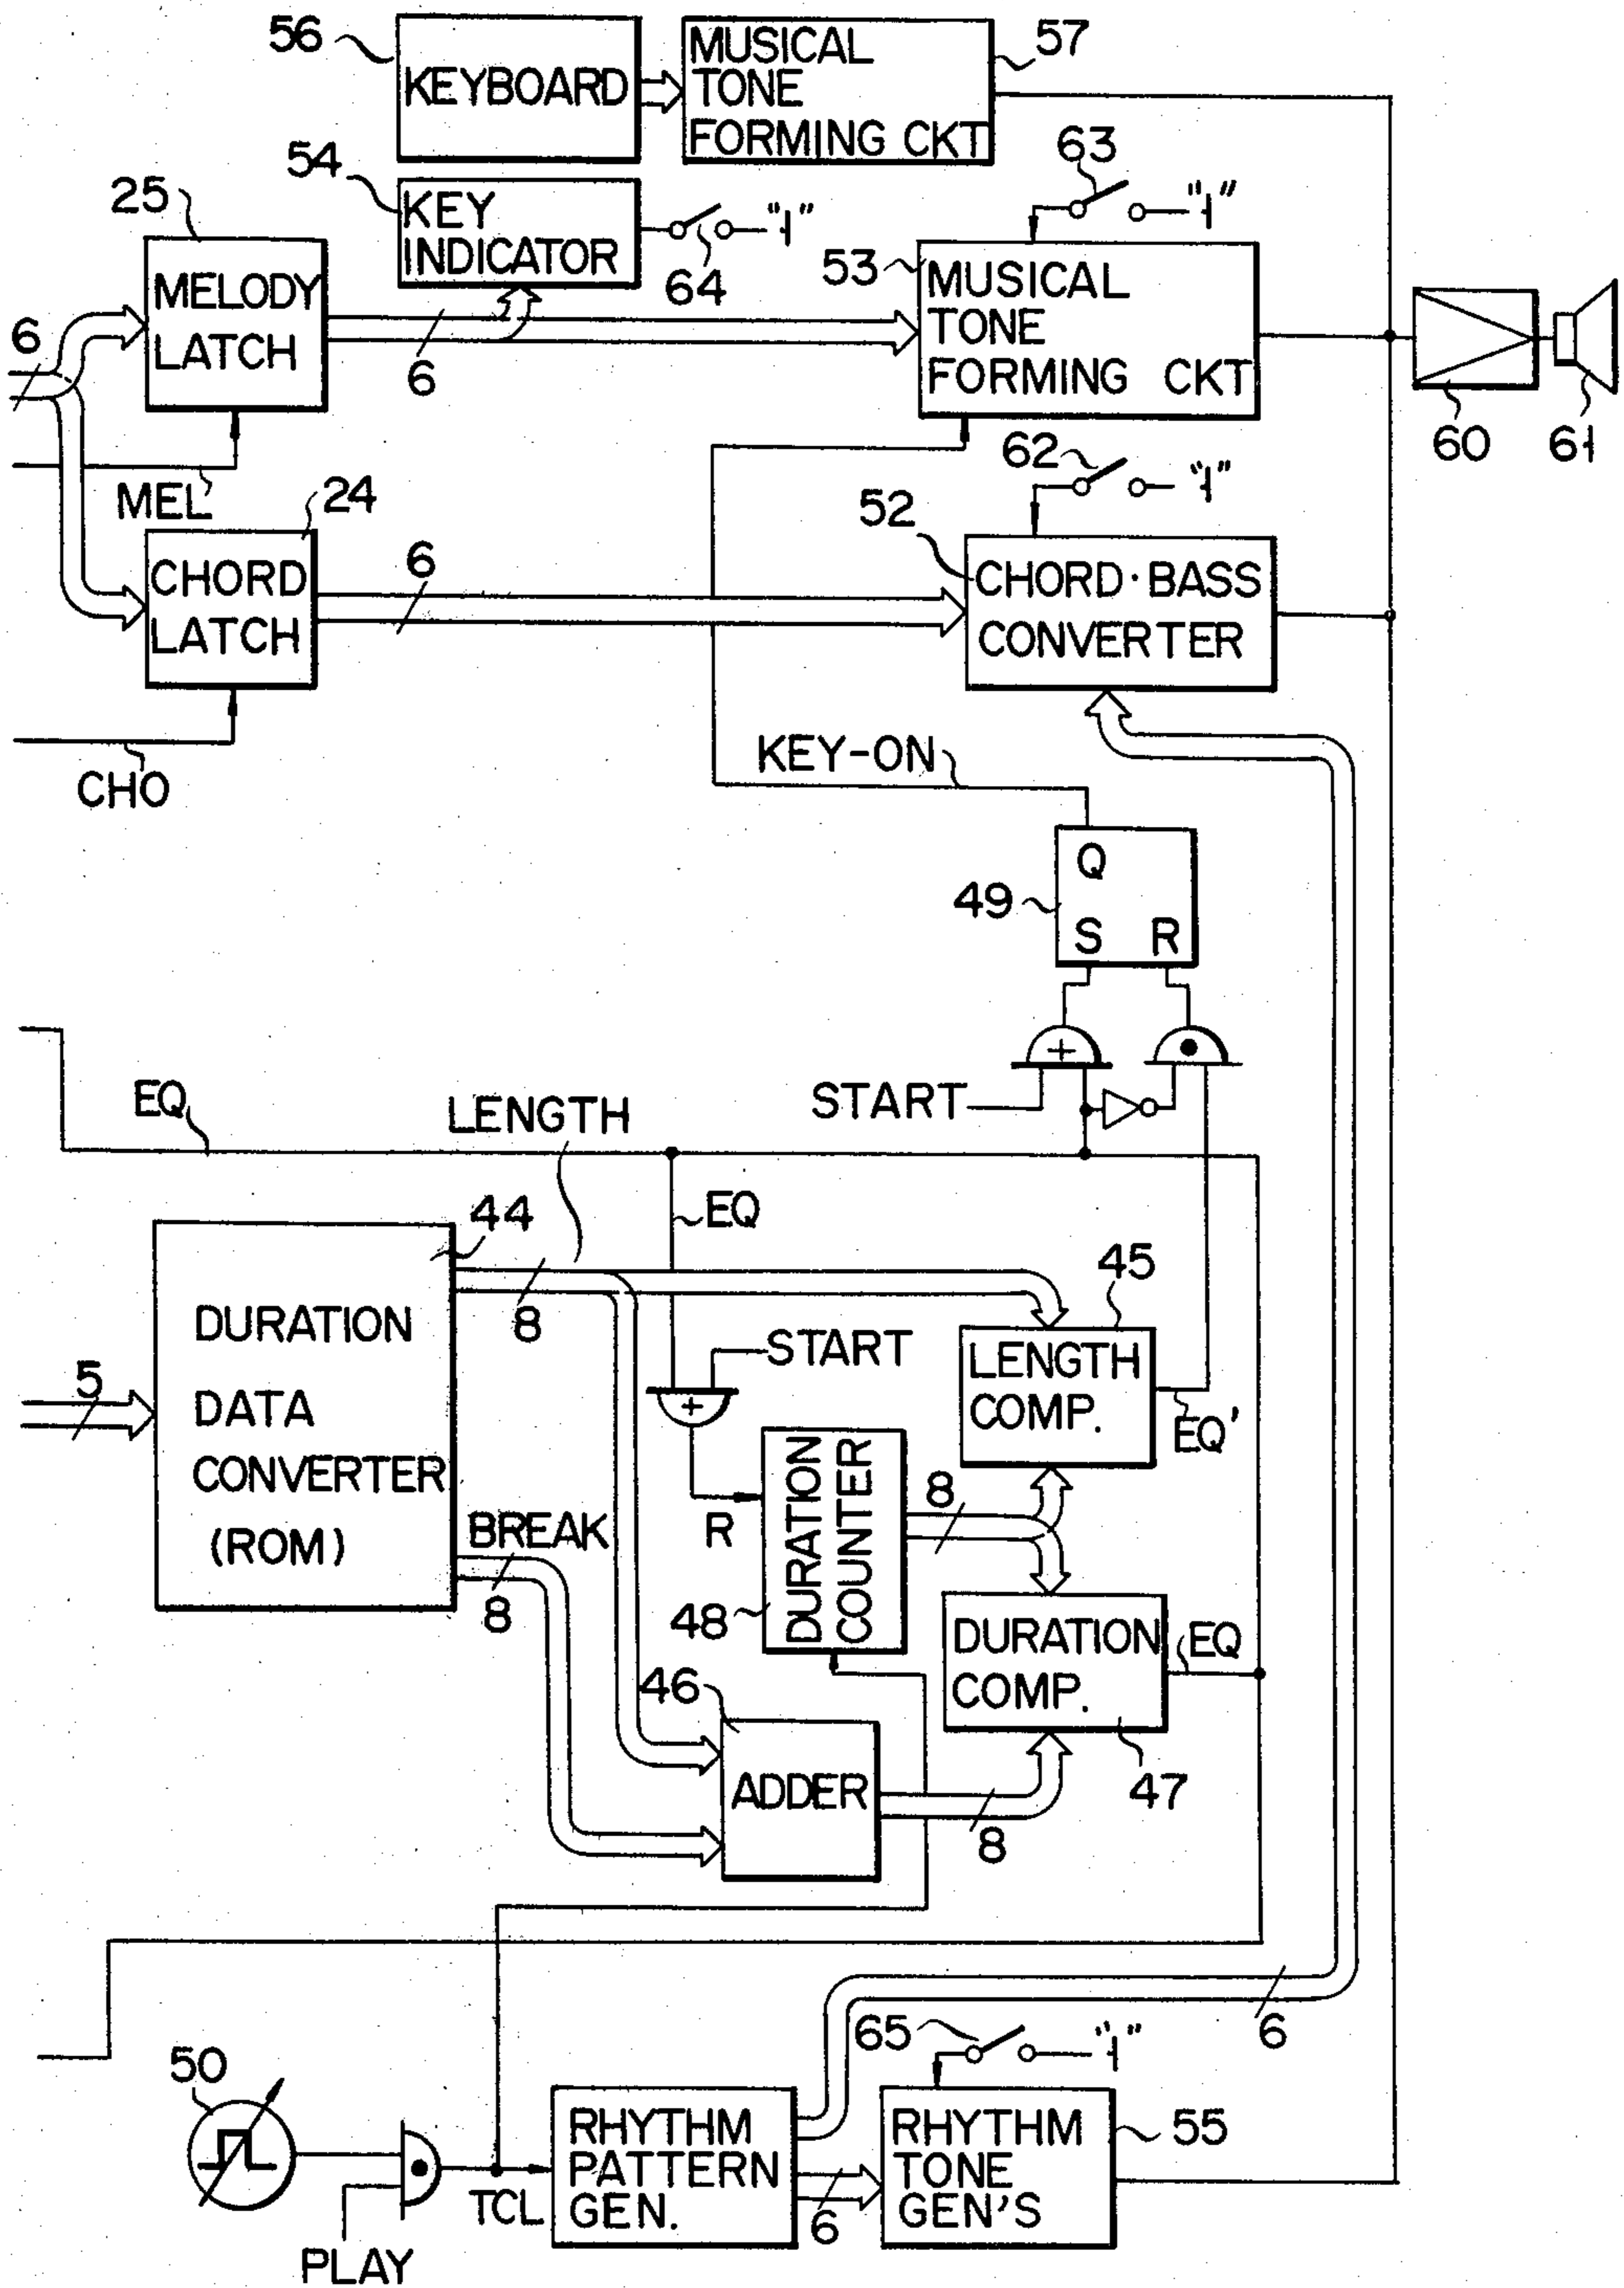 56
KEYBOARD
MUSICAL
TONE
FORMING CKT
57
54
KEY
INDICATOR
64
"1"
63
"1"
25
MELODY
LATCH
6
6
MEL
53
MUSICAL
TONE
FORMING CKT
60
61
62
"1"
24
CHORD
LATCH
6
CHO
52
CHORD·BASS
CONVERTER
KEY-ON
Q
49
S R
+
START
EQ
LENGTH
EQ
44
DURATION
DATA
CONVERTER
(ROM)
5
8
START
+
R
45
LENGTH
COMP.
EQ'
BREAK
8
DURATION
COUNTER
48
8
DURATION
COMP.
EQ
47
46
ADDER
8
6
65
"1"
50
PLAY
TCL
RHYTHM
PATTERN
GEN.
6
RHYTHM
TONE
GEN'S
55